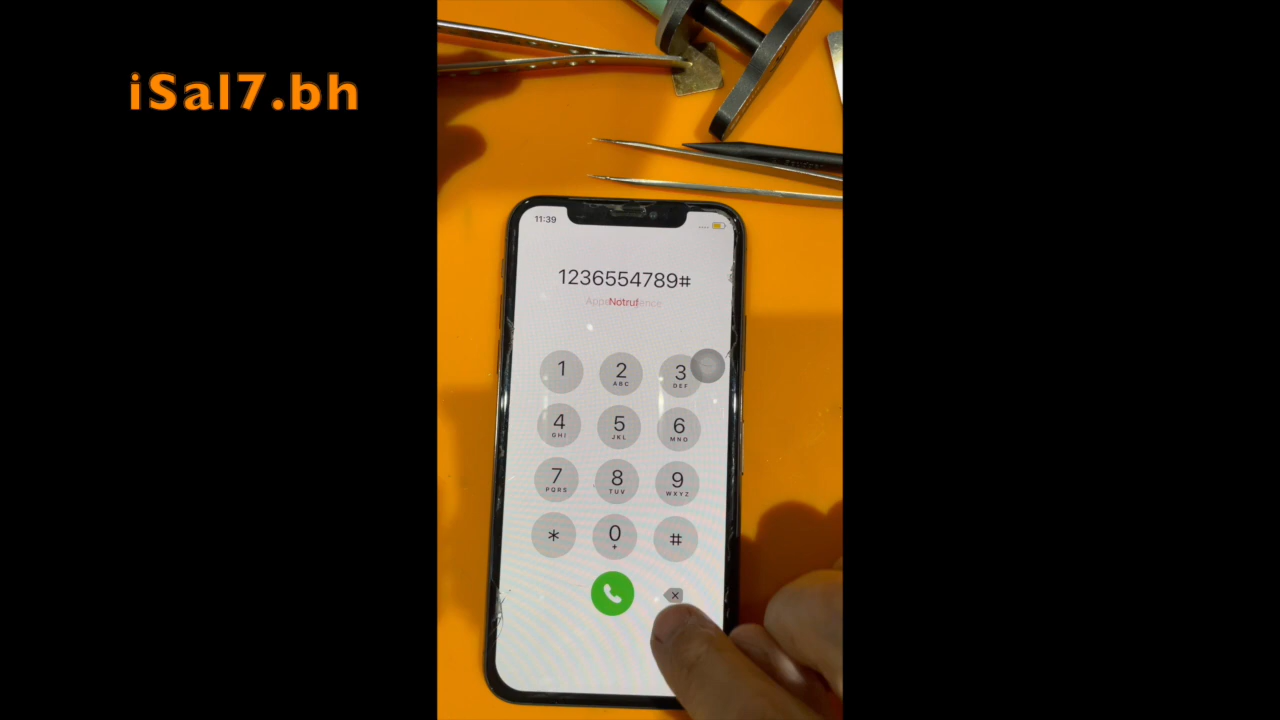 iSal7.bh
11:39
1236554789#
Notruf
1
2
ABC
3
DEF
4
GHI
5
JKL
6
MNO
7
PQRS
8
TUV
9
WXYZ
*
0
+
#